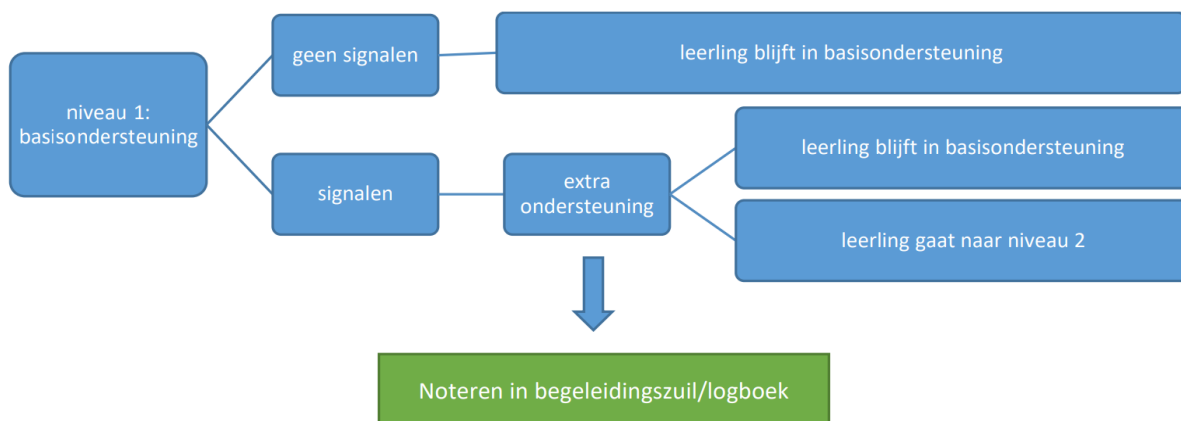 geen signalen
leerling blijft in basisondersteuning
niveau 1:
basisondersteuning
signalen
extra
ondersteuning
leerling blijft in basisondersteuning
leerling gaat naar niveau 2
Noteren in begeleidingszuil/logboek